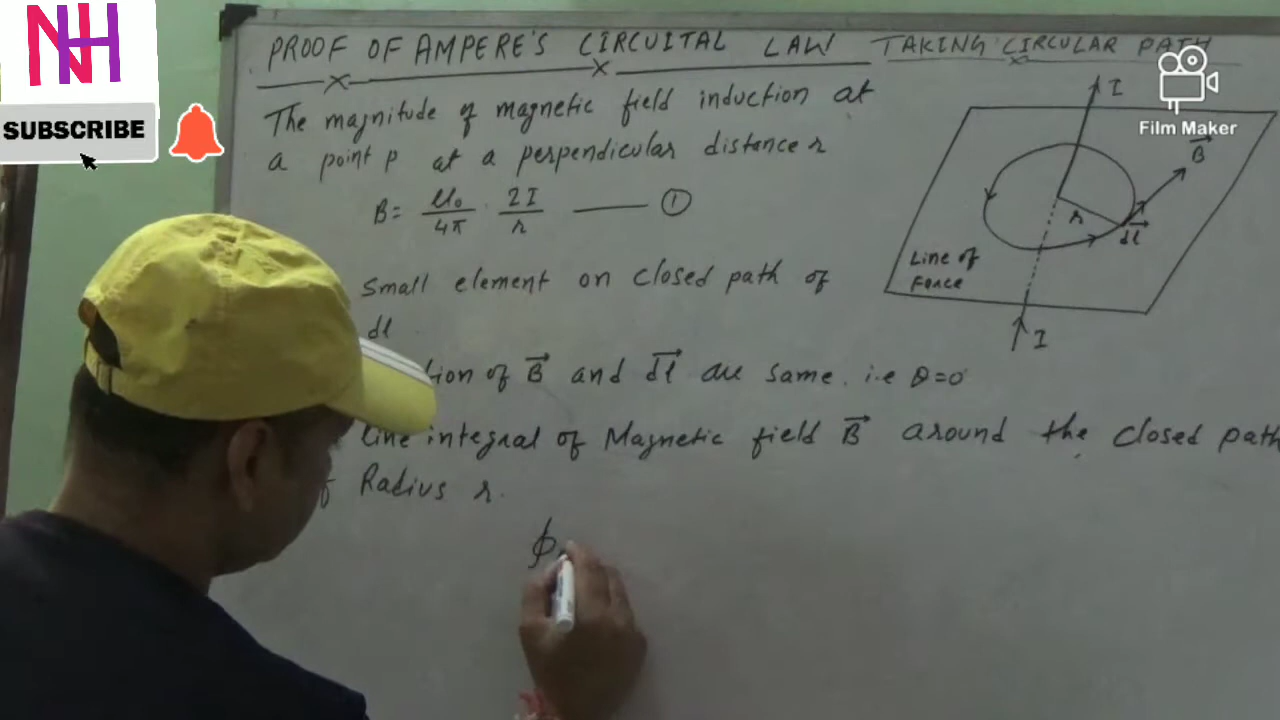 NH
SUBSCRIBE
PROOF OF AMPERE'S CIRCUITAL LAW TAKING CIRCULAR PATH
Film Maker
The magnitude of magnetic field induction at
a point P at a perpendicular distance r
B = μ₀/4π · 2I/r —— ①
Small element on closed path of
dl
tion of B⃗ and dl⃗ are same. i.e θ=0
Line integral of Magnetic field B⃗ around the closed path
of Radius r.
∮
I
B⃗
r
dl⃗
Line of
Force
I